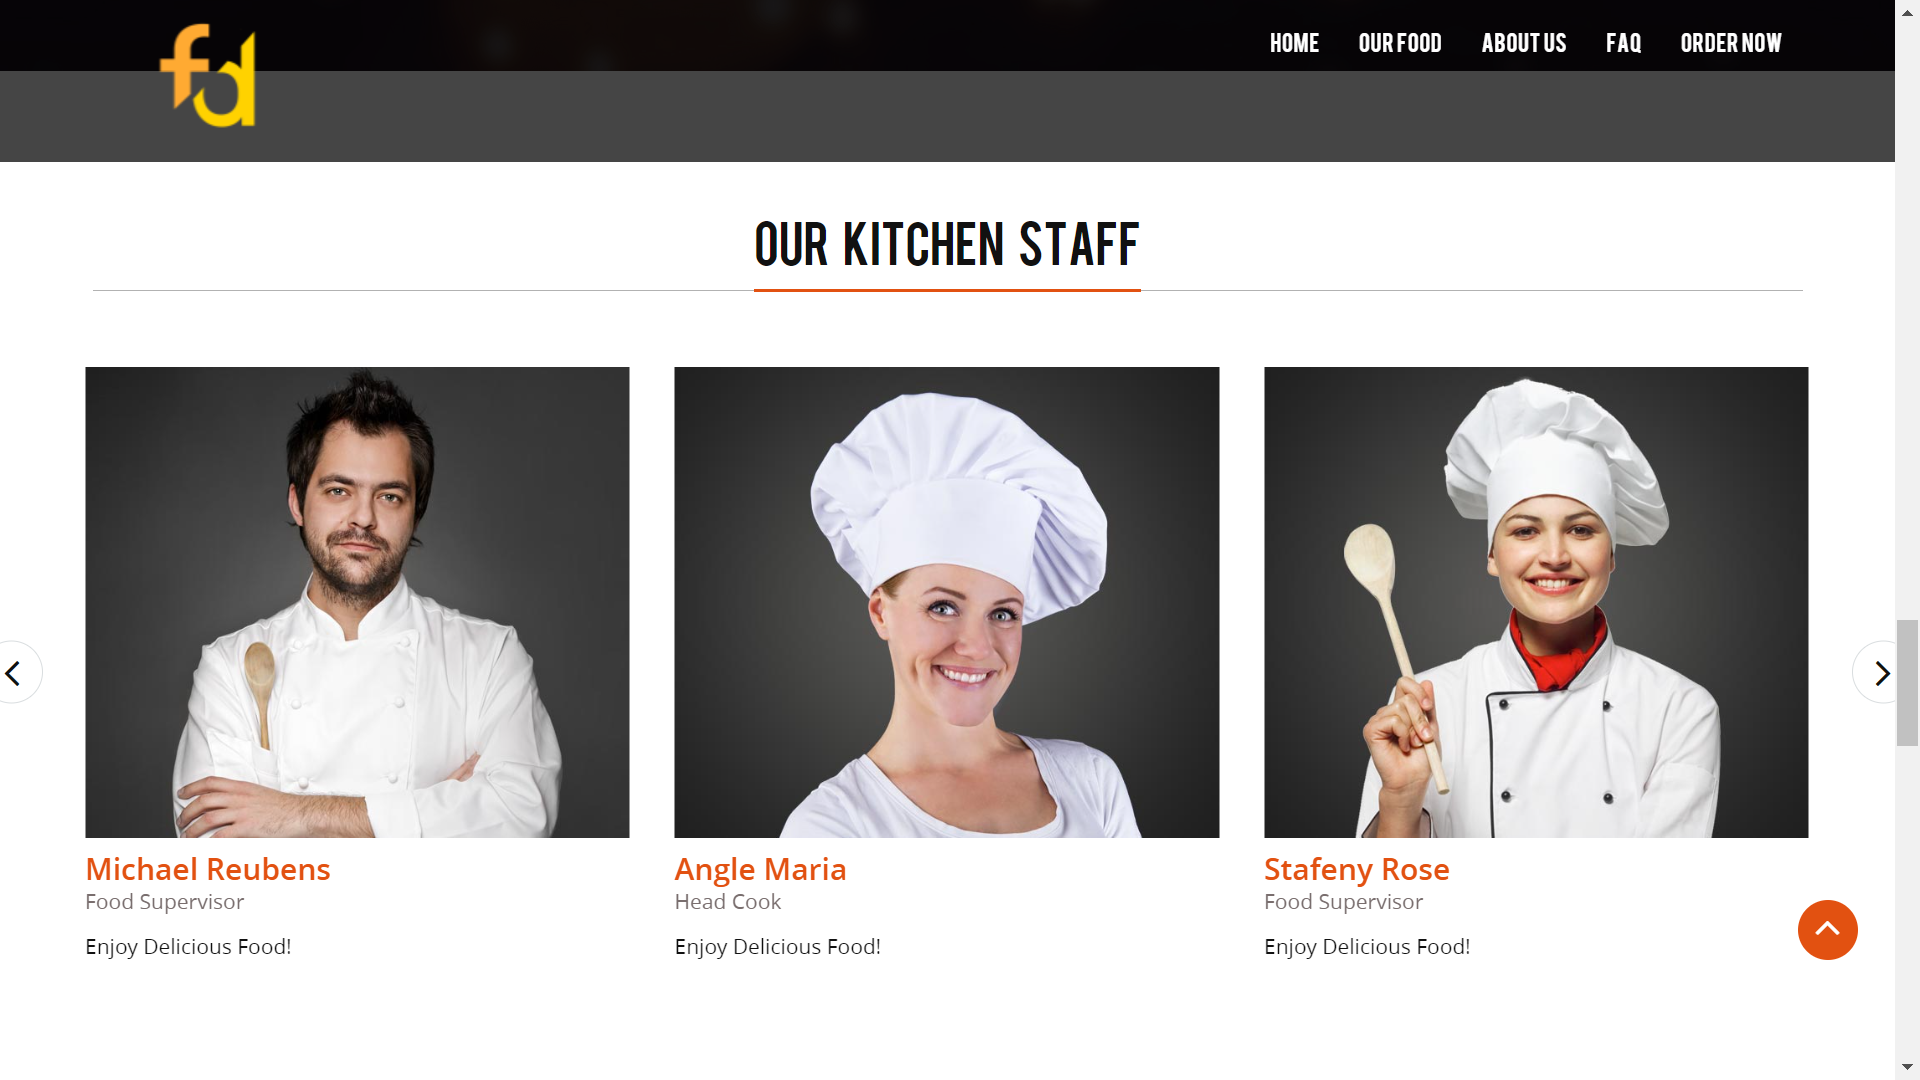 fd
HOME OUR FOOD ABOUT US FAQ ORDER NOW
OUR KITCHEN STAFF
Michael Reubens
Food Supervisor
Enjoy Delicious Food!
Angle Maria
Head Cook
Enjoy Delicious Food!
Stafeny Rose
Food Supervisor
Enjoy Delicious Food!